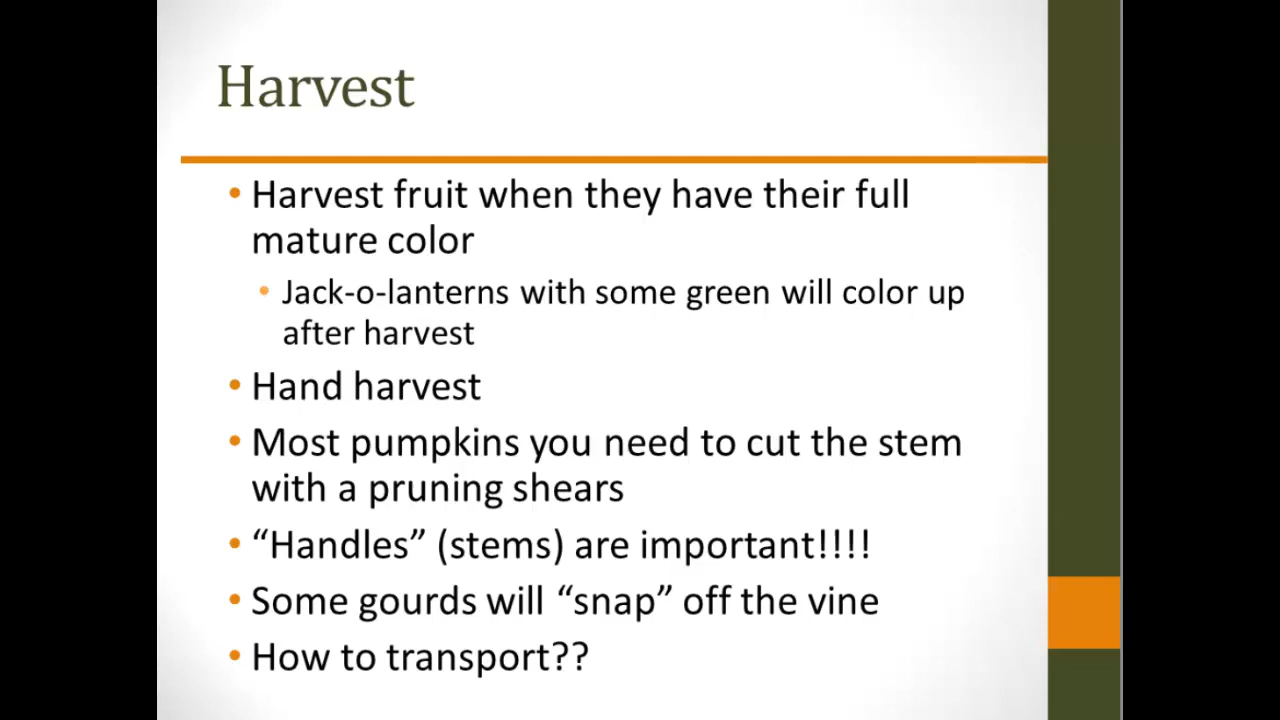 Harvest
• Harvest fruit when they have their full
mature color
• Jack-o-lanterns with some green will color up
after harvest
• Hand harvest
• Most pumpkins you need to cut the stem
with a pruning shears
• “Handles” (stems) are important!!!!
• Some gourds will “snap” off the vine
• How to transport??